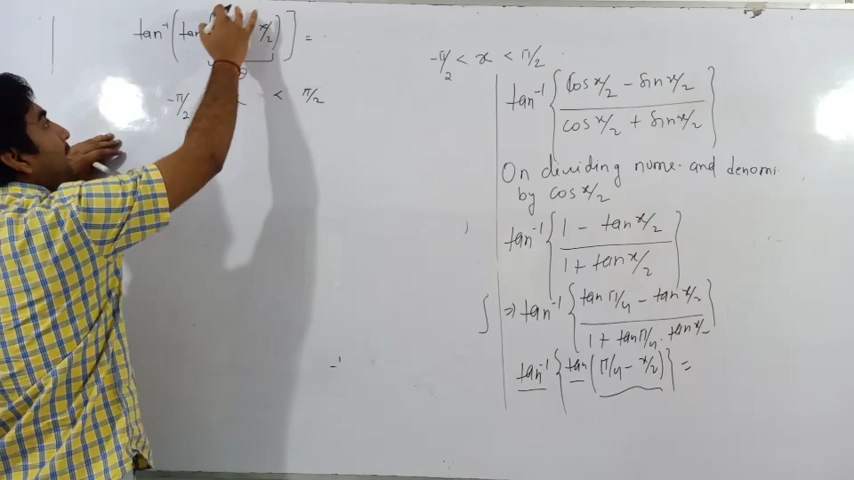 tan⁻¹(tan x/2)] =
-π/2 < < π/2
-π/2 < x < π/2
tan⁻¹ { (cos x/2 - sin x/2) / (cos x/2 + sin x/2) }
On dividing nume. and denomi.
by cos x/2
tan⁻¹ { (1 - tan x/2) / (1 + tan x/2) }
⇒ tan⁻¹ { (tan π/4 - tan x/2) / (1 + tan π/4 . tan x/2) }
tan⁻¹ { tan (π/4 - x/2) } =